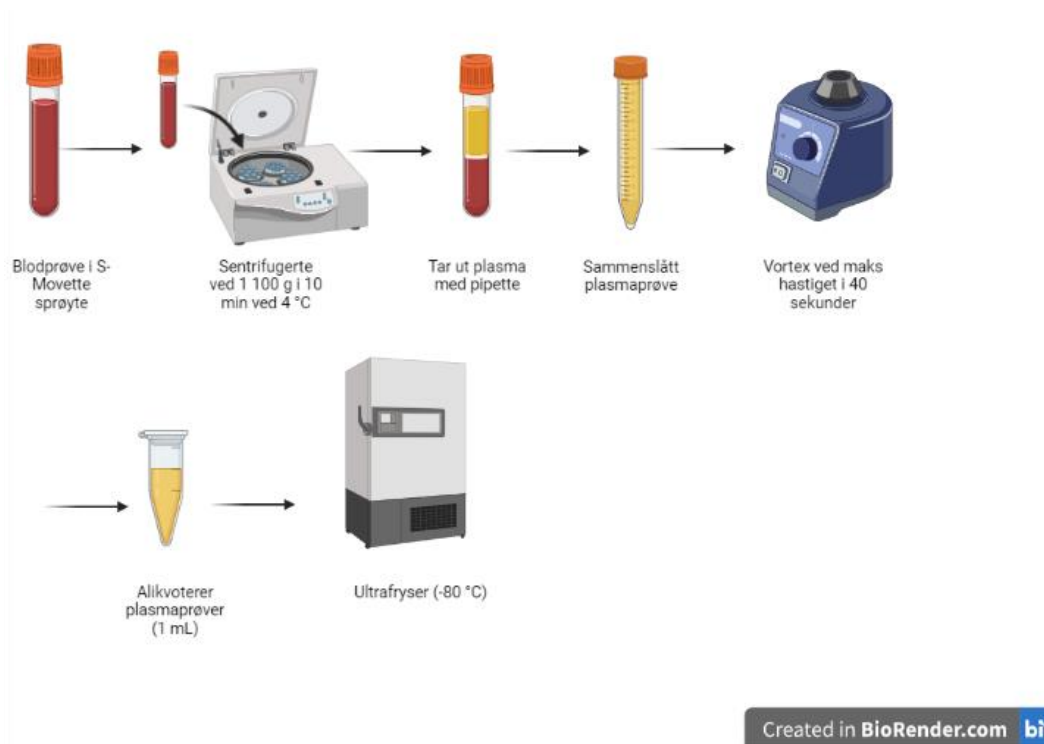 Blodprøve i S-
Movette
sprøyte
Sentrifugerte
ved 1 100 g i 10
min ved 4 °C
Tar ut plasma
med pipette
Sammenslått
plasmaprøve
Vortex ved maks
hastiget i 40
sekunder
Alikvoterer
plasmaprøver
(1 mL)
Ultrafryser (-80 °C)
Created in BioRender.com bi